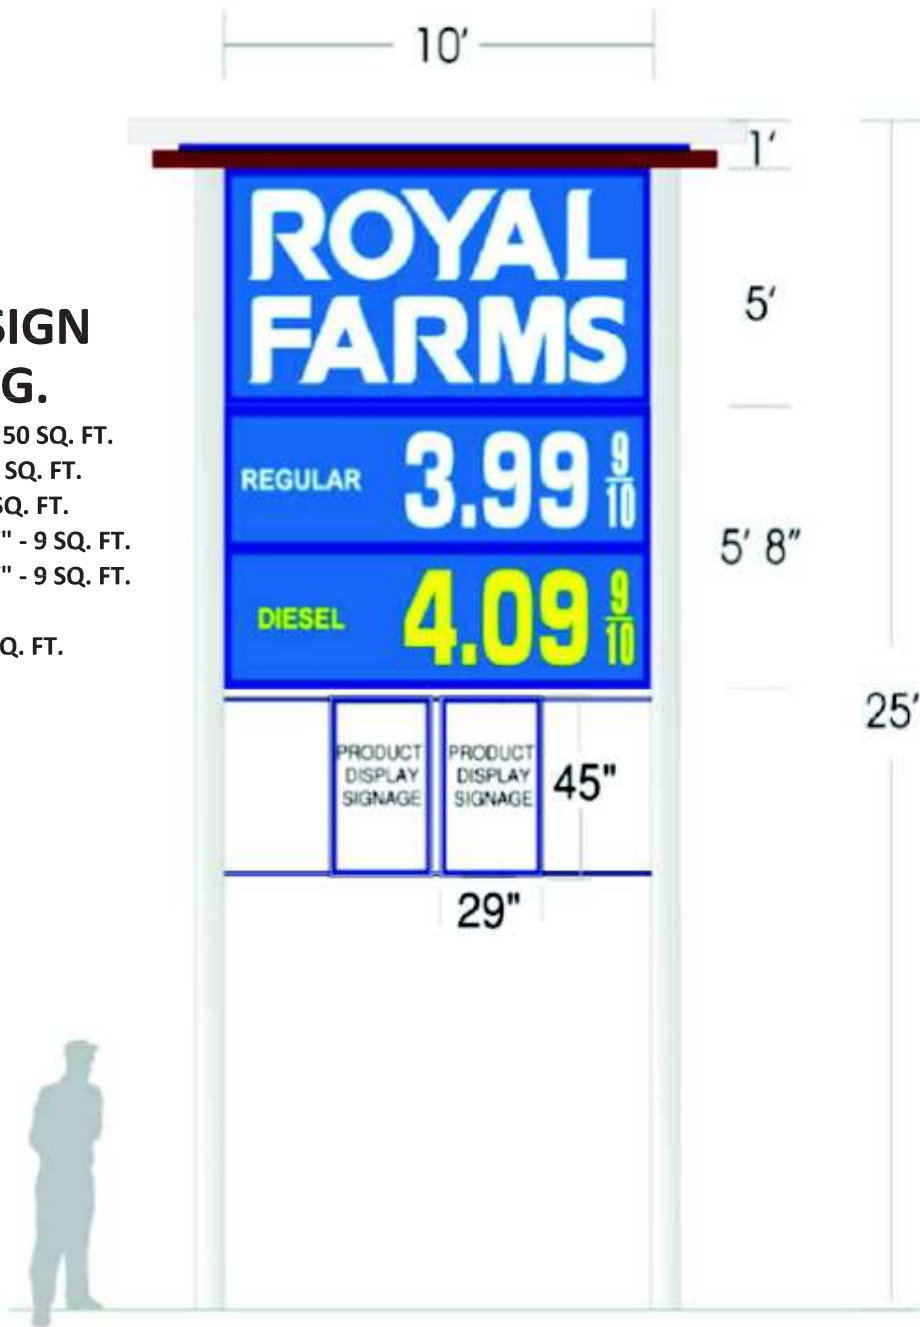 10'
1'
ROYAL
FARMS
5'
SIGN
G.
50 SQ. FT.
SQ. FT.
SQ. FT.
" - 9 SQ. FT.
" - 9 SQ. FT.
Q. FT.
REGULAR 3.99 9/10
5' 8"
DIESEL 4.09 9/10
25'
PRODUCT
DISPLAY
SIGNAGE
PRODUCT
DISPLAY
SIGNAGE
45"
29"